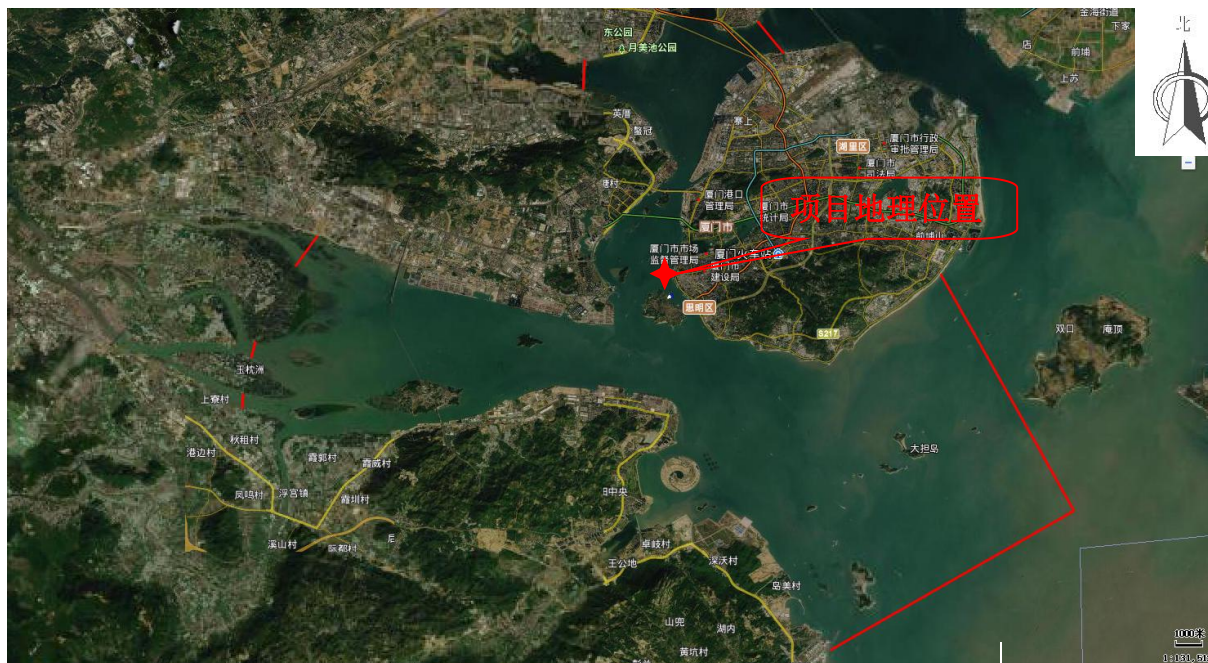 北
金海街道
下家
店
前埔
上苏
东公园
月美池公园
英厝
鳌冠
寨上
湖里区
厦门市行政
审批管理局
厦门市
司法局
塘村
厦门港口
管理局
厦门市
统计局
项目地理位置
厦门市
前埔山
厦门市市场
监督管理局
厦门火车站
厦门市
建设局
思明区
S217
双口
庵顶
玉枕洲
上寮村
秋租村
港边村
霞郭村
霞威村
大担岛
凤鸣村
浮宫镇
霞圳村
中央
溪山村
际都村
后
卓岐村
王公地
深沃村
岛美村
山兜
湖内
黄坑村
1000米